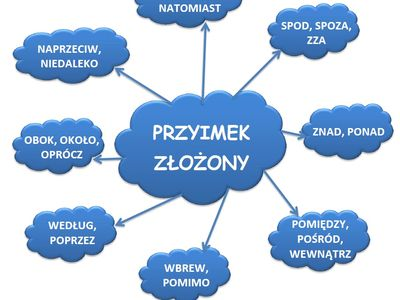 NATOMIAST
SPOD, SPOZA,
ZZA
NAPRZECIW,
NIEDALEKO
PRZYIMEK
ZŁOŻONY
ZNAD, PONAD
OBOK, OKOŁO,
OPRÓCZ
WEDŁUG,
POPRZEZ
WBREW,
POMIMO
POMIĘDZY,
POŚRÓD,
WEWNĄTRZ